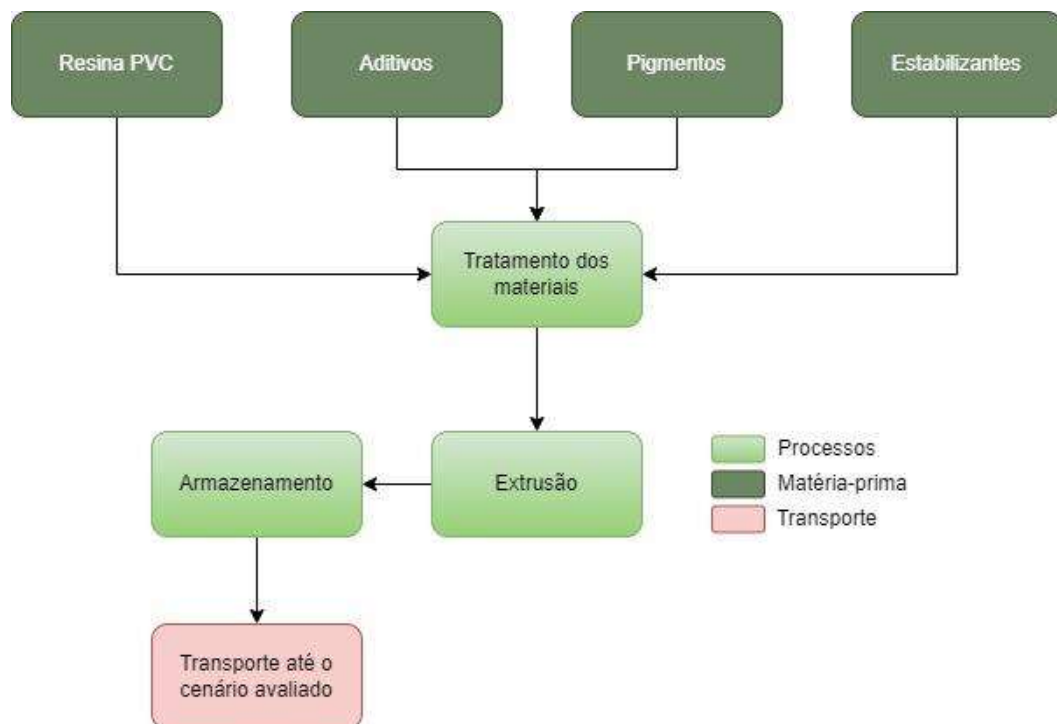 Resina PVC
Aditivos
Pigmentos
Estabilizantes
Tratamento dos
materiais
Armazenamento
Extrusão
Processos
Matéria-prima
Transporte
Transporte até o
cenário avaliado